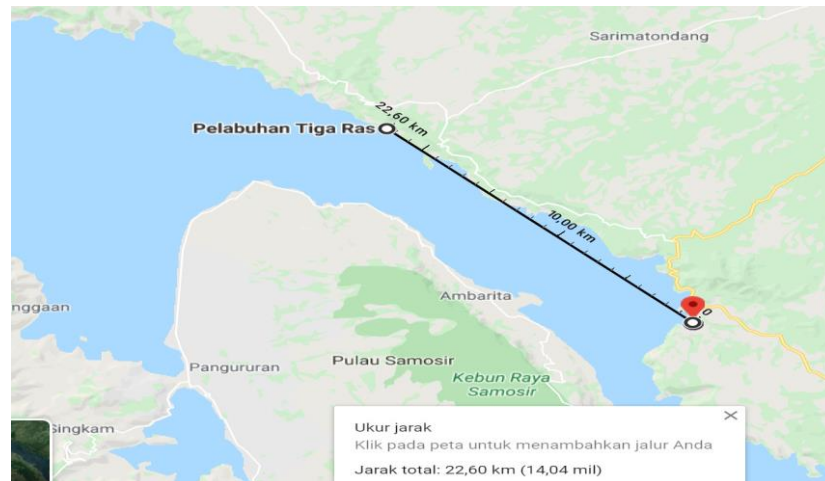 Sarimatondang
22,60 km
Pelabuhan Tiga Ras
10,00 km
nggaan
Ambarita
0
Pangururan
Pulau Samosir
Kebun Raya
Samosir
Singkam
Ukur jarak
Klik pada peta untuk menambahkan jalur Anda
Jarak total: 22,60 km (14,04 mil)